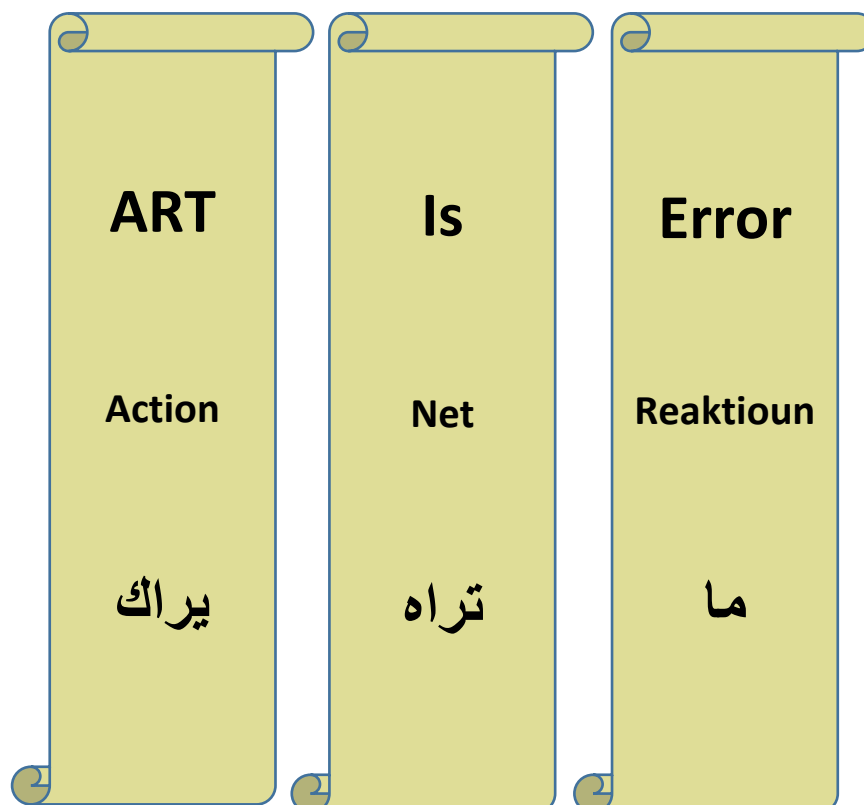 ART Is Error
Action Net Reaktioun
ما تراه يراك